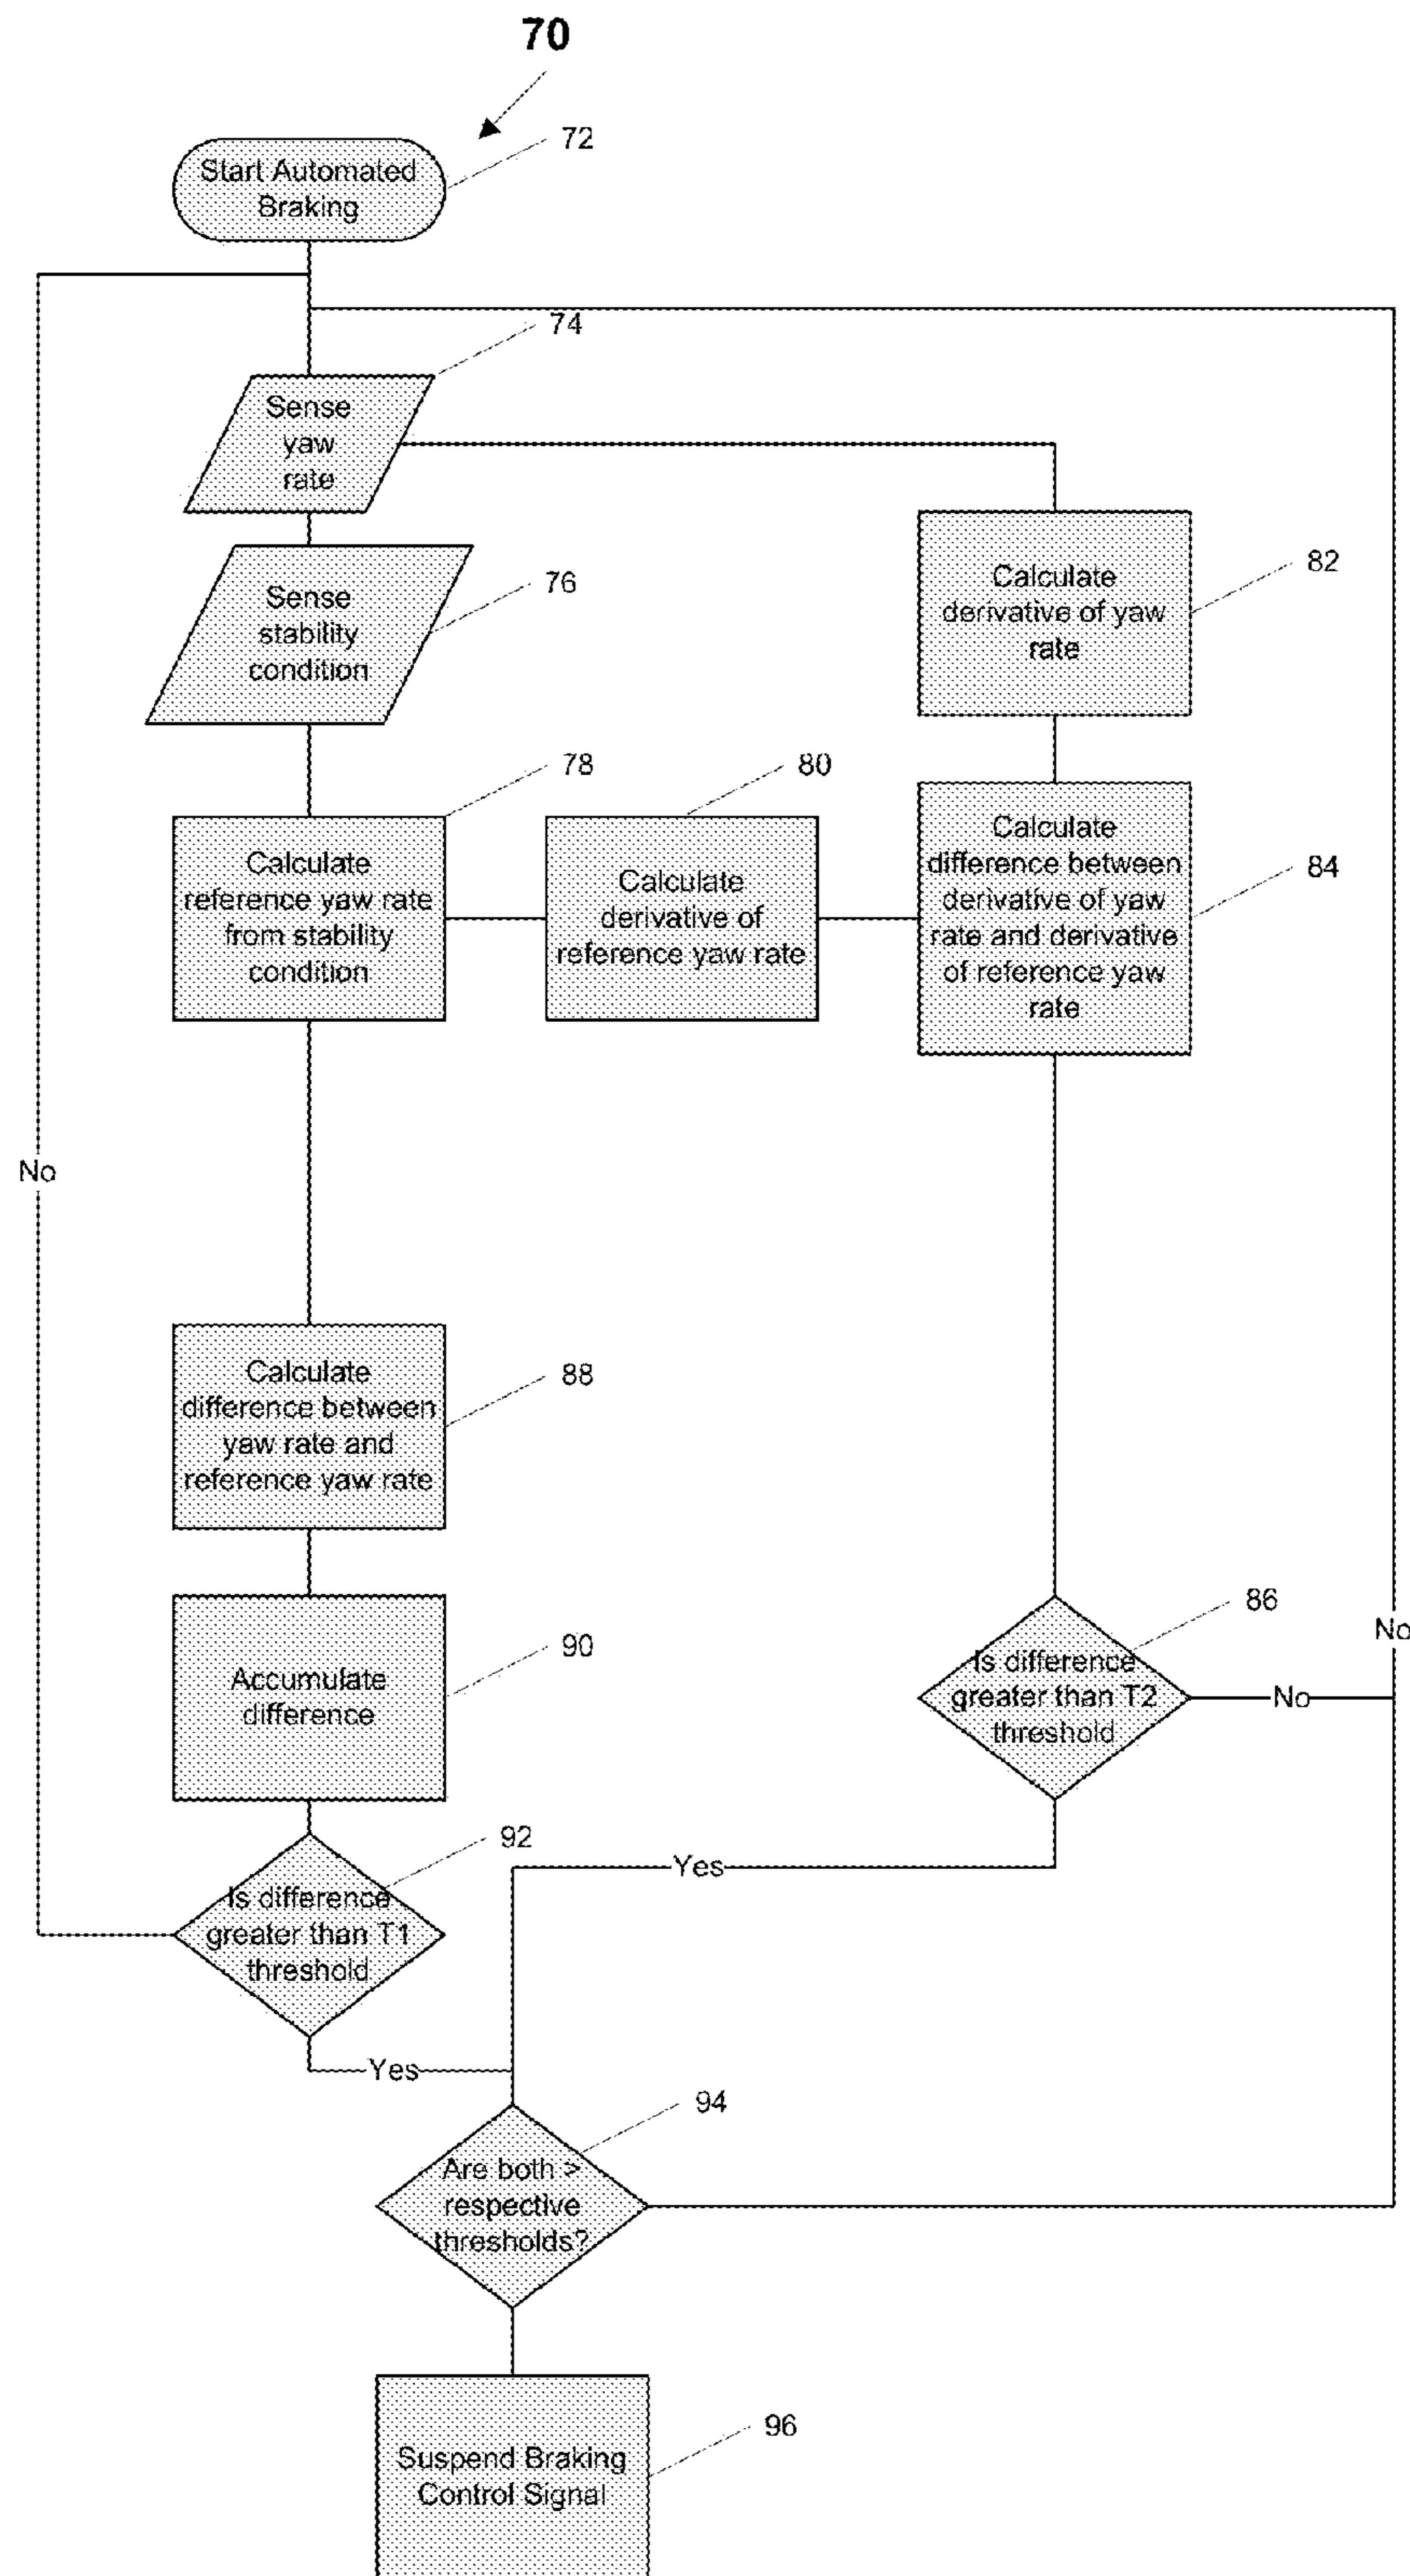 70
72
Start Automated
Braking
74
Sense
yaw
rate
76
Sense
stability
condition
82
Calculate
derivative of yaw
rate
78
Calculate
reference yaw rate
from stability
condition
80
Calculate
derivative of
reference yaw rate
84
Calculate
difference between
derivative of yaw
rate and derivative
of reference yaw
rate
No
88
Calculate
difference between
yaw rate and
reference yaw rate
90
Accumulate
difference
86
Is difference
greater than T2
threshold
No
No
92
Is difference
greater than T1
threshold
Yes
Yes
94
Are both >
respective
thresholds?
96
Suspend Braking
Control Signal